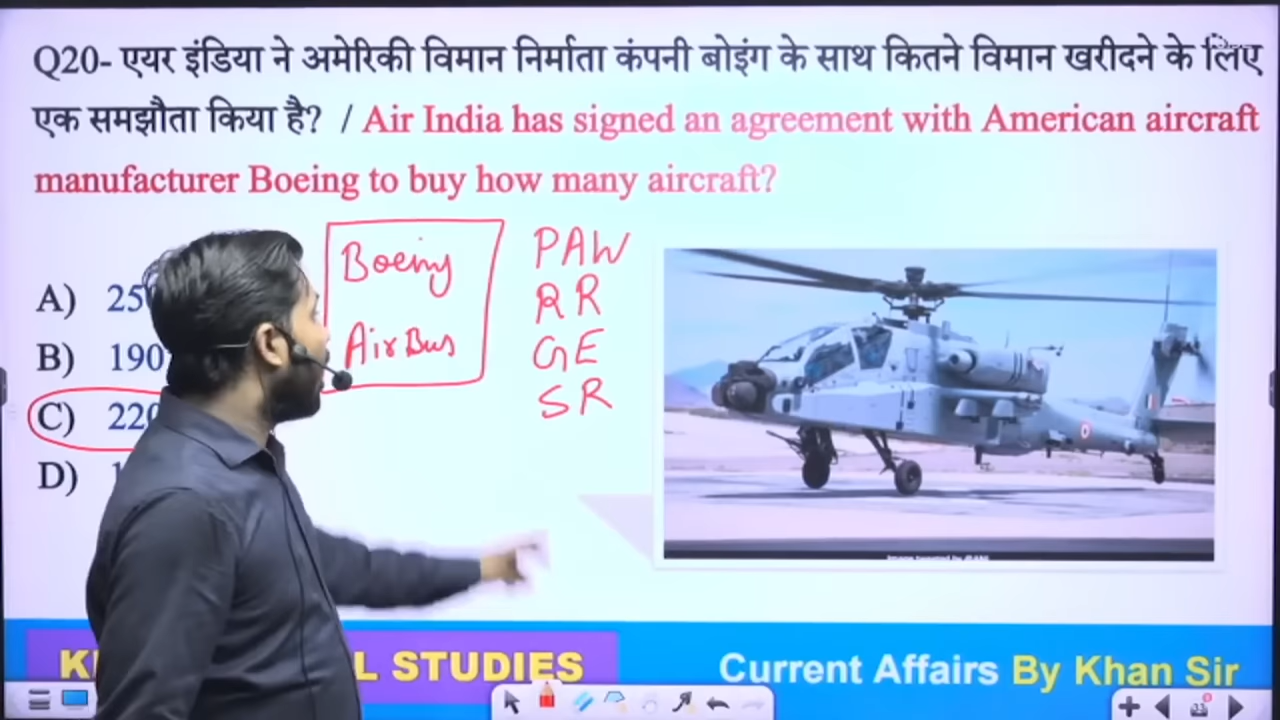 Q20- एयर इंडिया ने अमेरिकी विमान निर्माता कंपनी बोइंग के साथ कितने विमान खरीदने के लिए
एक समझौता किया है? / Air India has signed an agreement with American aircraft
manufacturer Boeing to buy how many aircraft?
A)
B) 190
C) 220
D)
Boeing
AirBus
PAW
RR
GE
SR
STUDIES
Current Affairs By Khan Sir